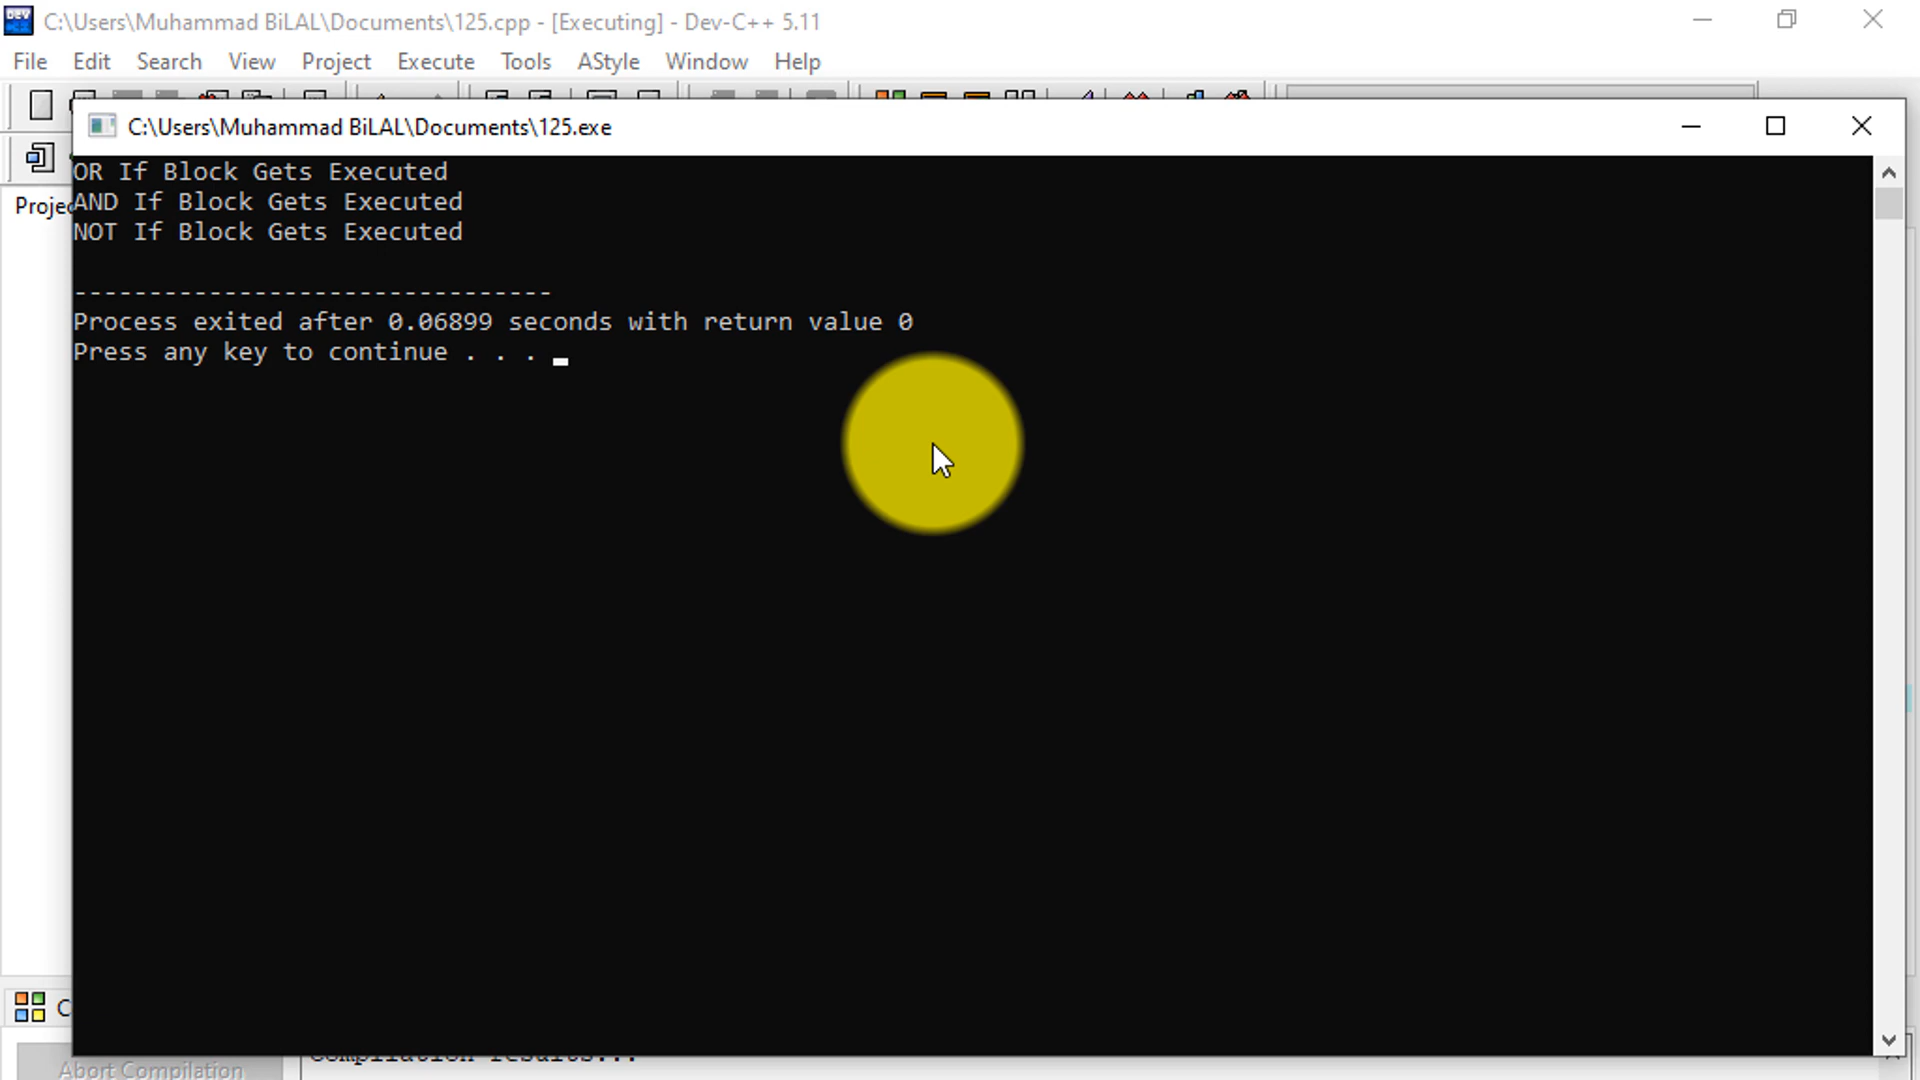 C:\Users\Muhammad BiLAL\Documents\125.cpp - [Executing] - Dev-C++ 5.11
File Edit Search View Project Execute Tools AStyle Window Help
C:\Users\Muhammad BiLAL\Documents\125.exe
Projec
OR If Block Gets Executed
AND If Block Gets Executed
NOT If Block Gets Executed
--------------------------------
Process exited after 0.06899 seconds with return value 0
Press any key to continue . . .
C
Compilation results...
Abort Compilation